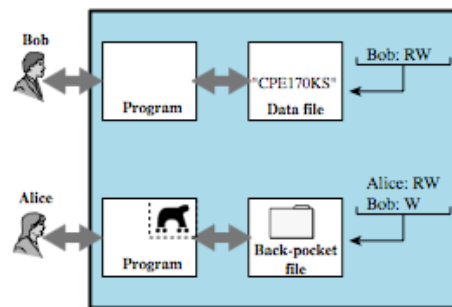 Bob
Program
"CPE170KS"
Data file
Bob: RW
Alice
Program
Back-pocket
file
Alice: RW
Bob: W